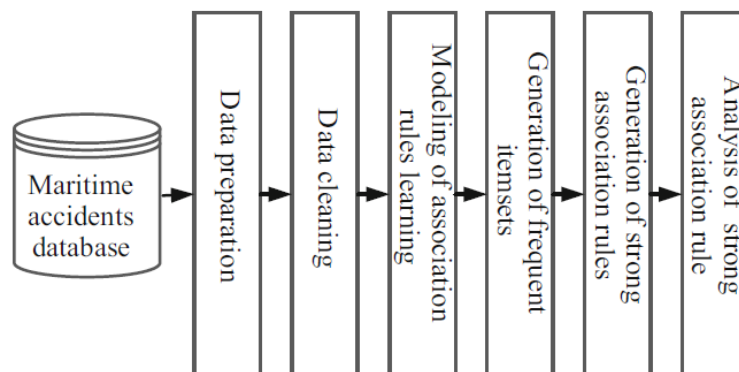 Maritime
accidents
database
Data preparation
Data cleaning
Modeling of association
rules learning
Generation of frequent
itemsets
Generation of strong
association rules
Analysis of strong
association rule